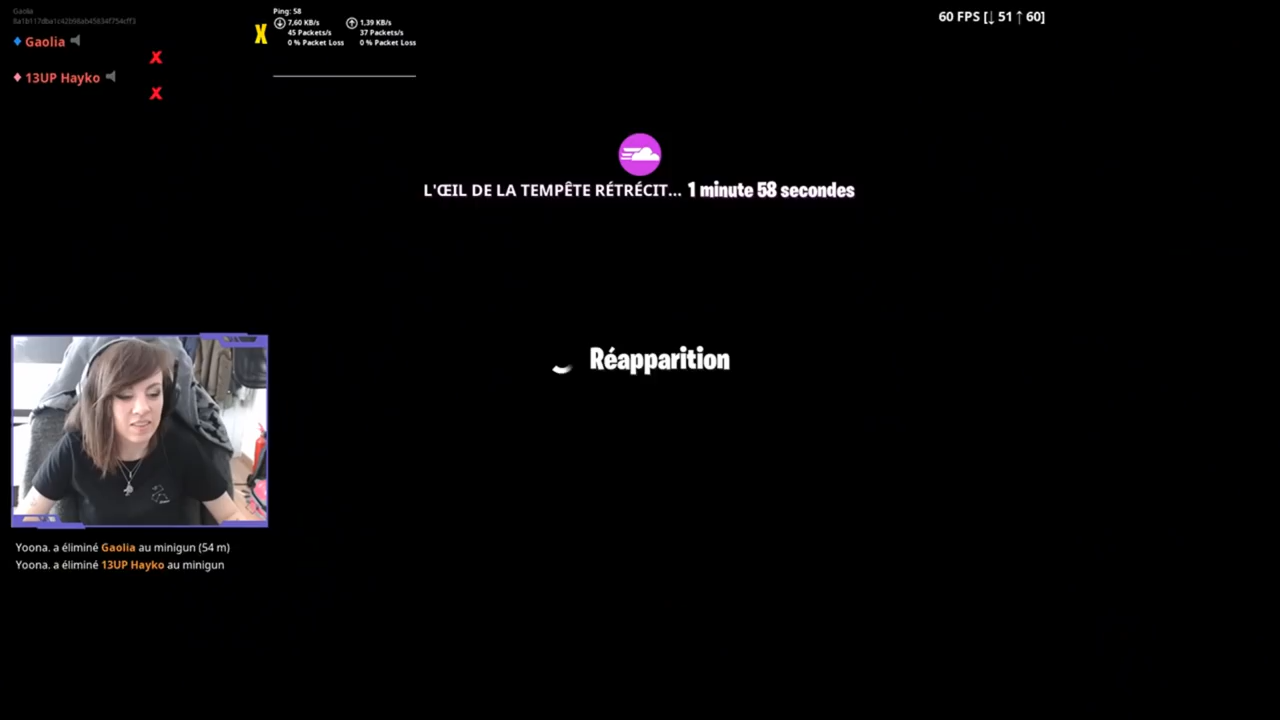 Gaolia
Ping: 58
7,60 KB/s
1,39 KB/s
45 Packets/s
37 Packets/s
0 % Packet Loss
0 % Packet Loss
X
60 FPS [↓ 51 ↑ 60]
Gaolia
X
13UP Hayko
X
L'ŒIL DE LA TEMPÊTE RÉTRÉCIT... 1 minute 58 secondes
Réapparition
Yoona. a éliminé Gaolia au minigun (54 m)
Yoona. a éliminé 13UP Hayko au minigun